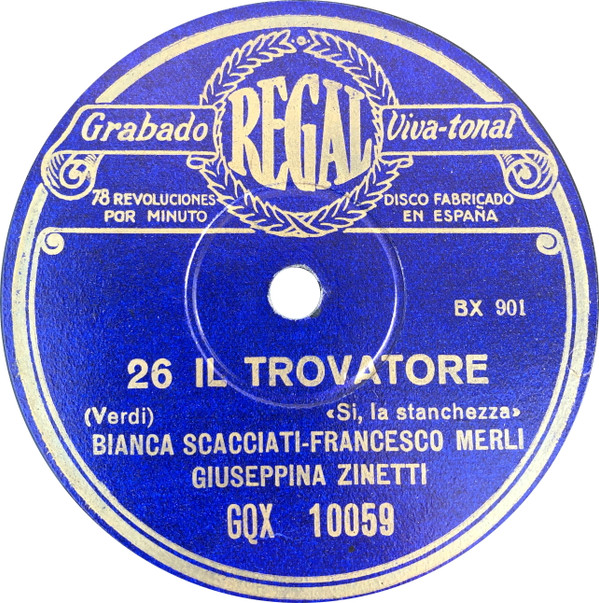 REGAL
Grabado Viva-tonal
78 REVOLUCIONES POR MINUTO
DISCO FABRICADO EN ESPAÑA
BX 901
26 IL TROVATORE
(Verdi) «Si, la stanchezza»
BIANCA SCACCIATI-FRANCESCO MERLI
GIUSEPPINA ZINETTI
GQX 10059